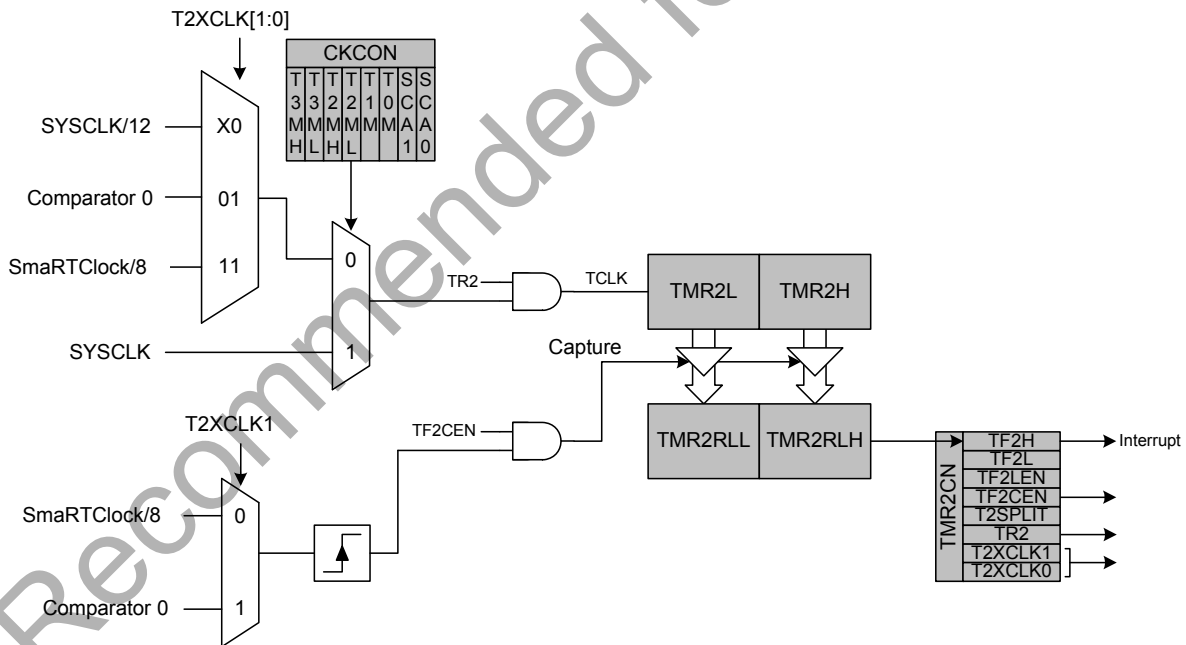 T2XCLK[1:0]
CKCON
T3MH T3ML T2MH T2ML T1M T0M SCA1 SCA0
SYSCLK/12
X0
Comparator 0
01
SmaRTClock/8
11
0
TR2
TCLK
TMR2L
TMR2H
SYSCLK
1
Capture
T2XCLK1
TF2CEN
TMR2RLL
TMR2RLH
TMR2CN
TF2H
Interrupt
TF2L
TF2LEN
TF2CEN
T2SPLIT
TR2
T2XCLK1
T2XCLK0
SmaRTClock/8
0
Comparator 0
1
Recommended fo